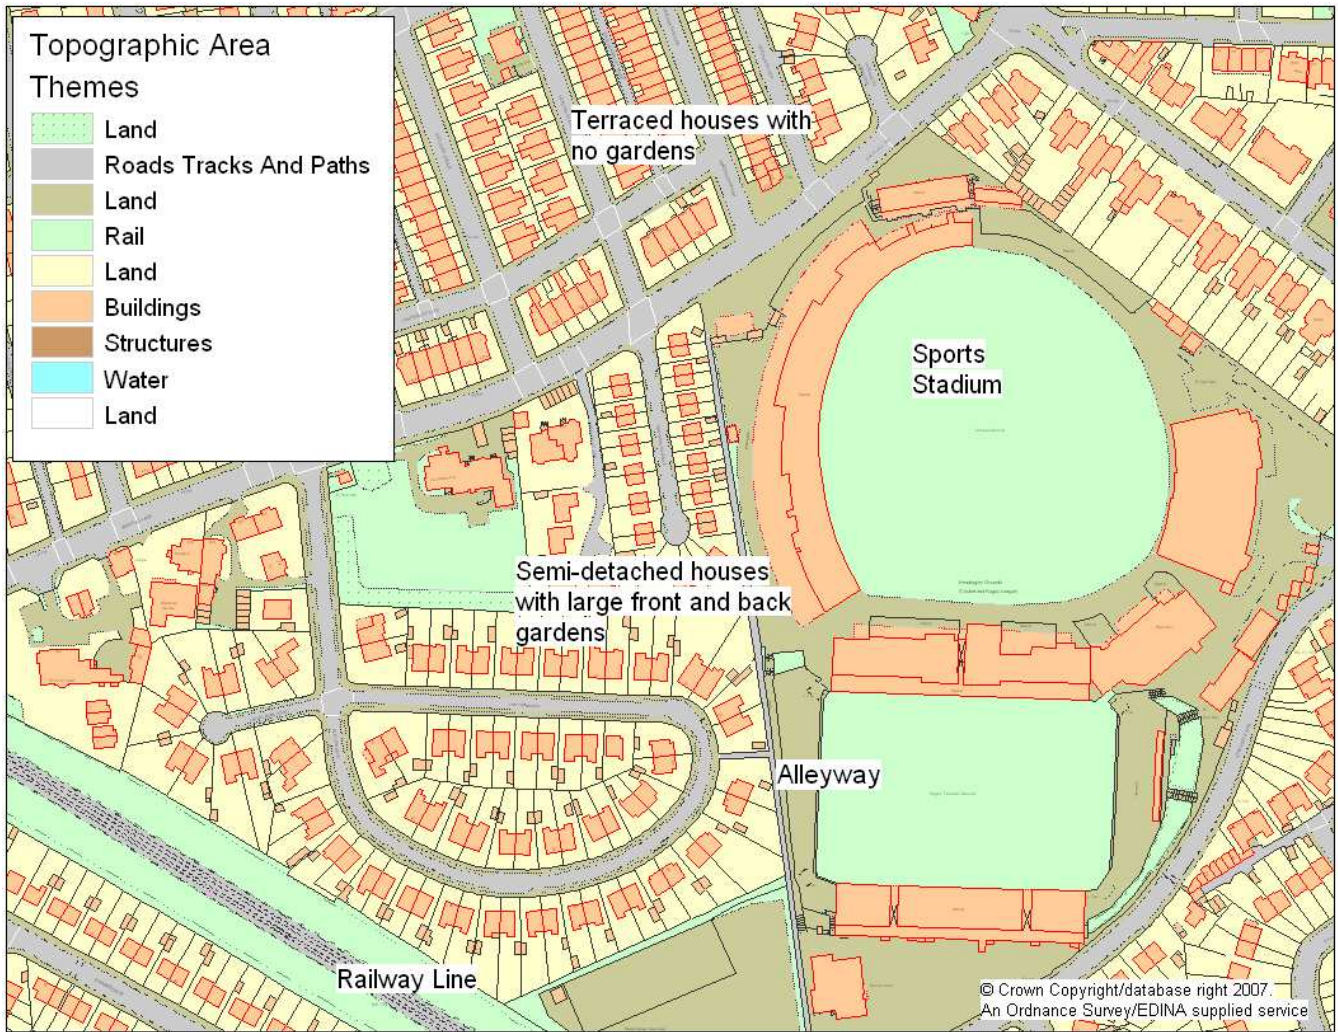 Topographic Area
Themes
Land
Roads Tracks And Paths
Land
Rail
Land
Buildings
Structures
Water
Land
Terraced houses with
no gardens
Sports
Stadium
Semi-detached houses
with large front and back
gardens
Alleyway
Railway Line
© Crown Copyright/database right 2007.
An Ordnance Survey/EDINA supplied service